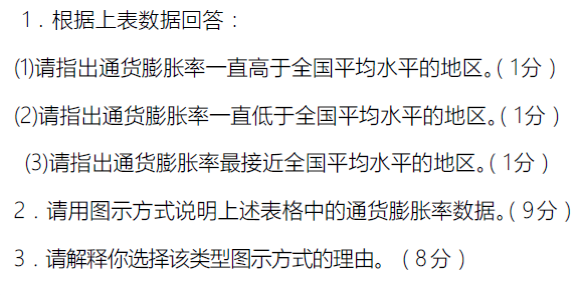 1．根据上表数据回答：
(1)请指出通货膨胀率一直高于全国平均水平的地区。(1分)
(2)请指出通货膨胀率一直低于全国平均水平的地区。(1分)
(3)请指出通货膨胀率最接近全国平均水平的地区。(1分)
2．请用图示方式说明上述表格中的通货膨胀率数据。(9分)
3．请解释你选择该类型图示方式的理由。（8分）